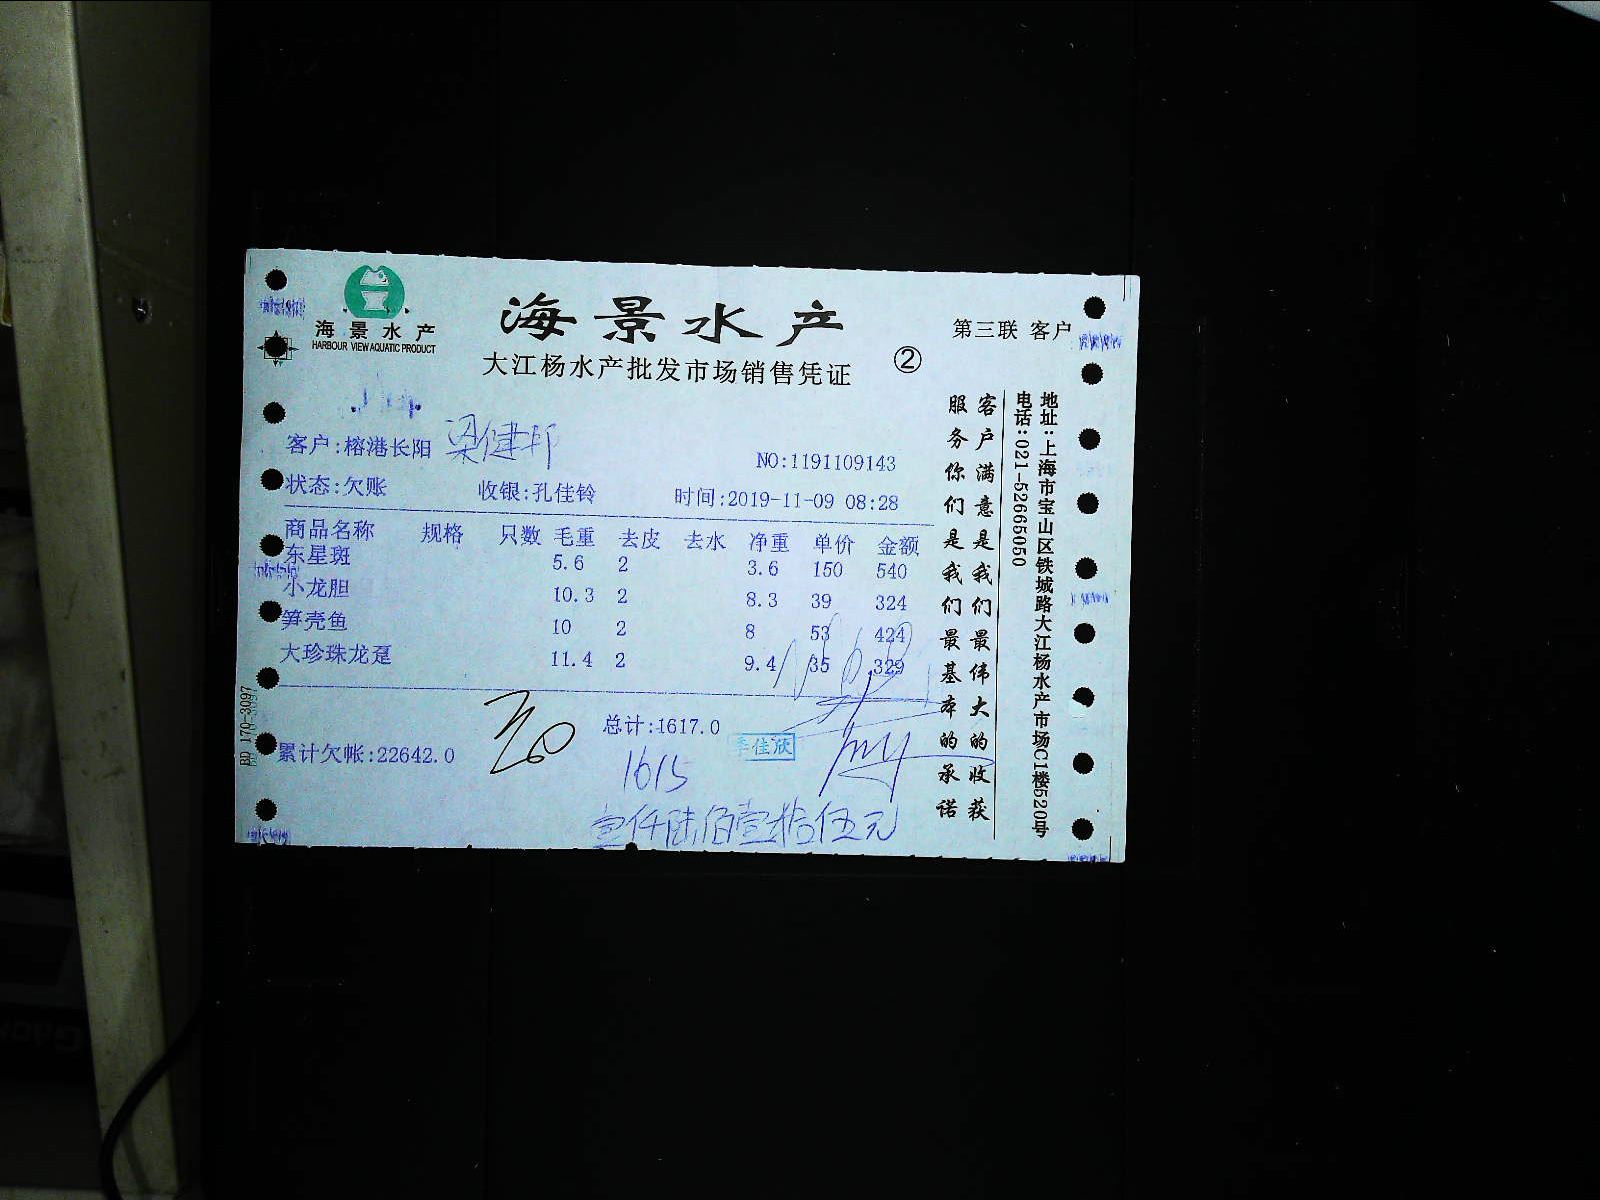 海景水产
HARBOUR VIEW AQUATIC PRODUCT
海景水产
大江杨水产批发市场销售凭证
②
第三联 客户
客户:榕港长阳 梁健邦
NO:1191109143
状态:欠账 收银:孔佳铃 时间:2019-11-09 08:28
商品名称 规格 只数 毛重 去皮 去水 净重 单价 金额
东星斑 5.6 2 3.6 150 540
小龙胆 10.3 2 8.3 39 324
笋壳鱼 10 2 8 53 424
大珍珠龙趸 11.4 2 9.4 35 329
总计:1617.0
累计欠帐:22642.0
1615
李佳欣
壹仟陆佰壹拾伍元
客户满意是我们最伟大的收获
服务你们是我们最基本的承诺
地址:上海市宝山区铁城路大江杨水产市场C1楼520号
电话:021-52665050
BD 170-3097